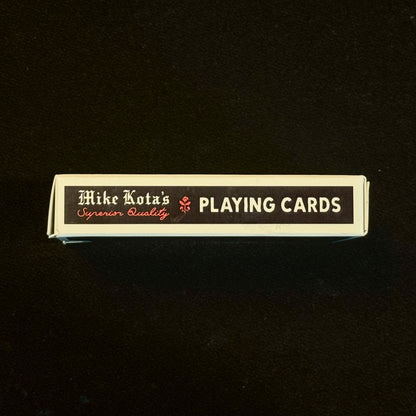 Mike Kota's
Superior Quality
PLAYING CARDS